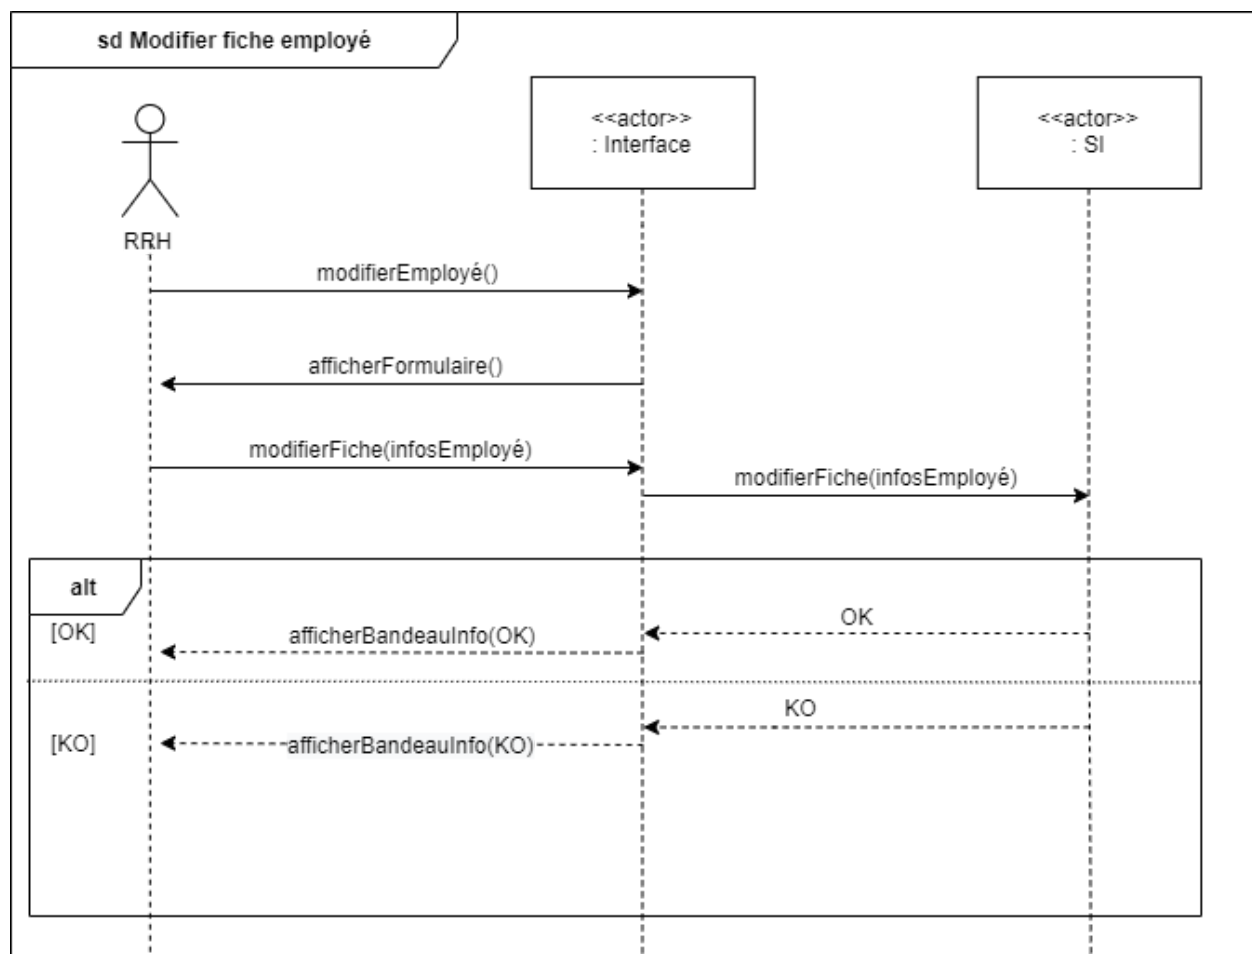 sd Modifier fiche employé
<<actor>>
: Interface
<<actor>>
: SI
RRH
modifierEmployé()
afficherFormulaire()
modifierFiche(infosEmployé)
modifierFiche(infosEmployé)
alt
[OK]
afficherBandeauInfo(OK)
OK
[KO]
afficherBandeauInfo(KO)
KO